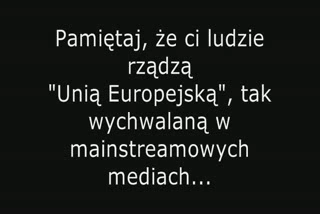 Pamiętaj, że ci ludzie
rządzą
"Unią Europejską", tak
wychwalaną w
mainstreamowych
mediach...